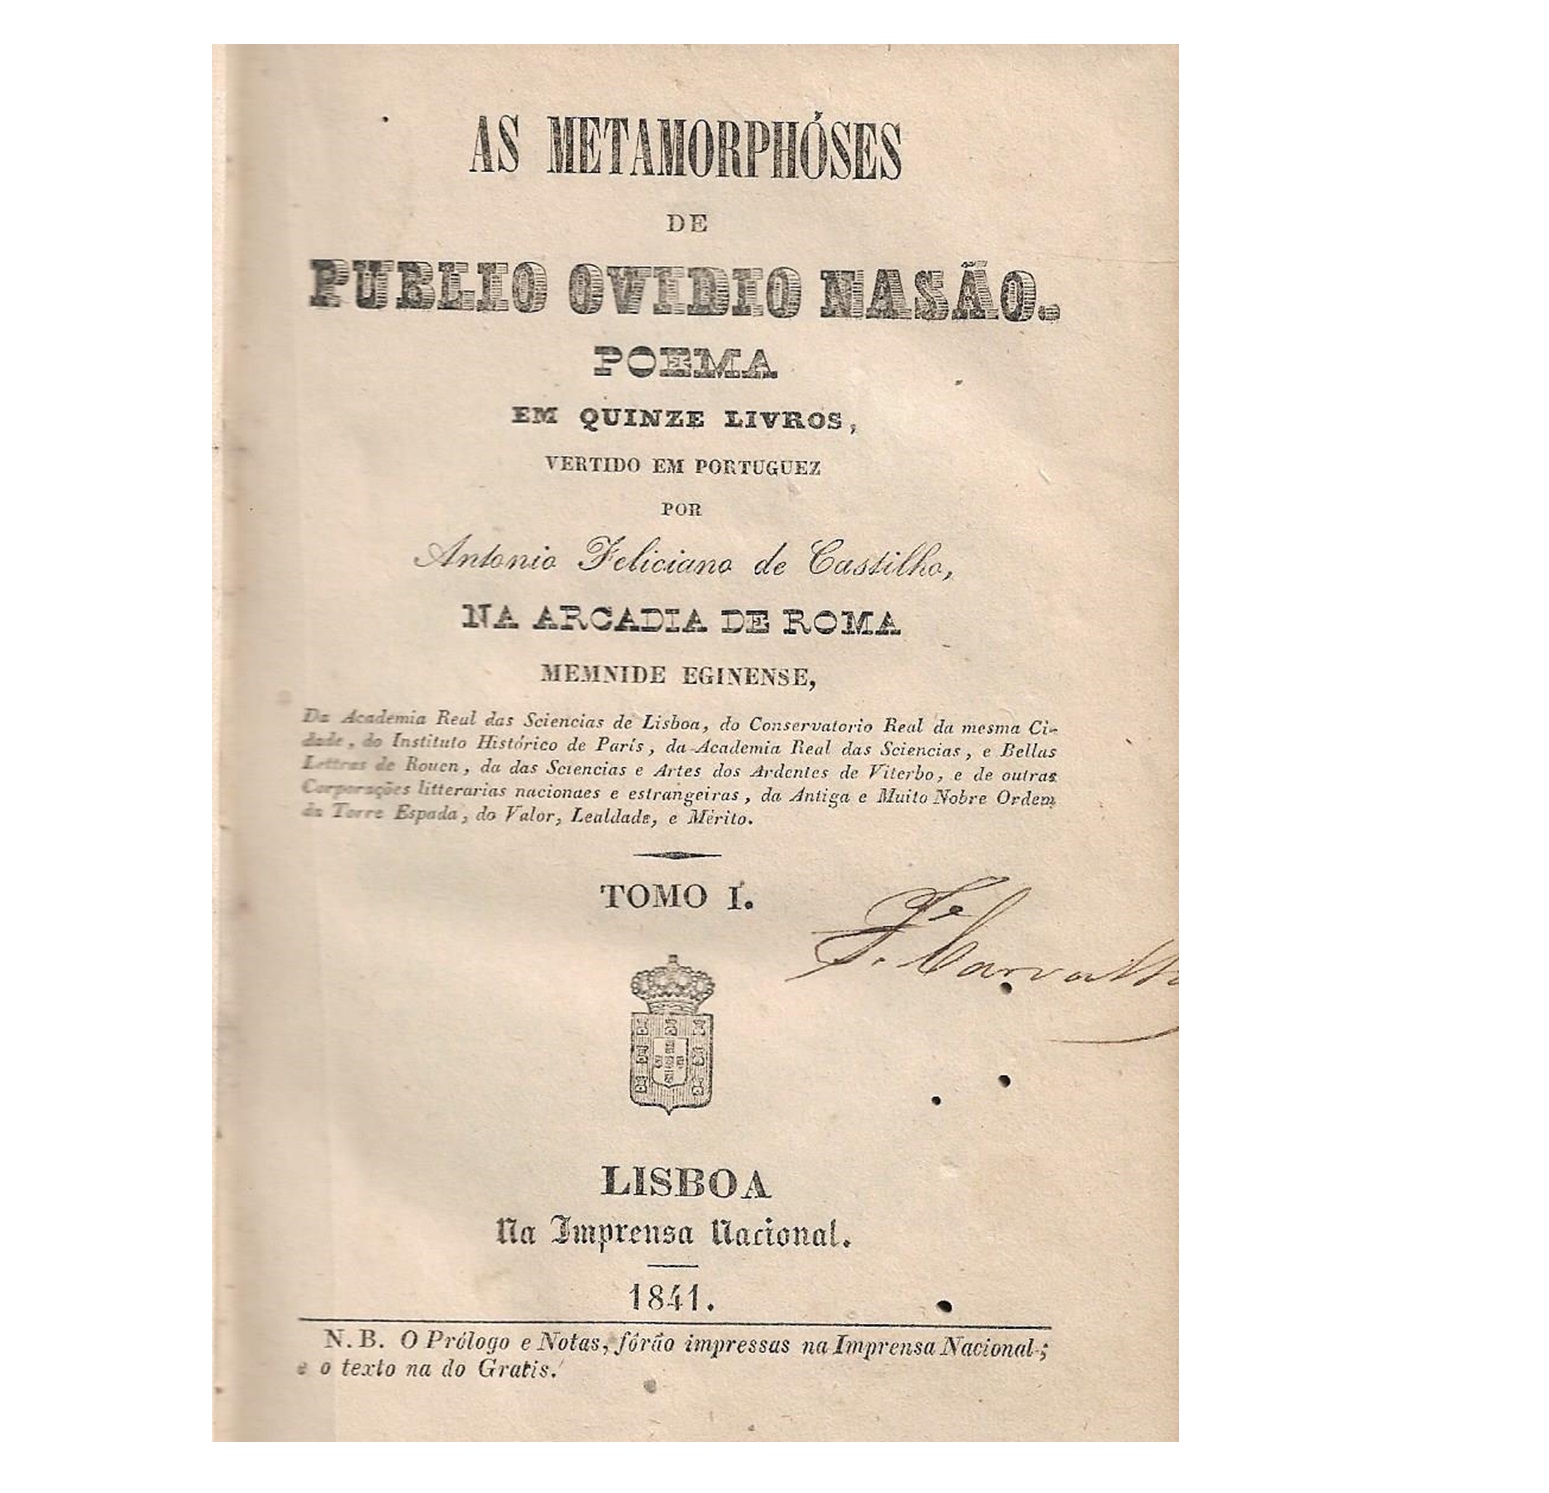 AS METAMORPHÓSES
DE
PUBLIO OVIDIO NASÃO.
POEMA
EM QUINZE LIVROS,
VERTIDO EM PORTUGUEZ
POR
Antonio Feliciano de Castilho,
NA ARCADIA DE ROMA
MEMNIDE EGINENSE,
Da Academia Real das Sciencias de Lisboa, do Conservatorio Real da mesma Ci-
dade, do Instituto Histórico de París, da Academia Real das Sciencias, e Bellas
Lettras de Rouen, da das Sciencias e Artes dos Ardentes de Viterbo, e de outras
Corporações litterarias nacionaes e estrangeiras, da Antiga e Muito Nobre Ordem
da Torre Espada, do Valor, Lealdade, e Mérito.
TOMO I.
F. Carvalho
LISBOA
Na Imprensa Nacional.
1841.
N. B. O Prólogo e Notas, fôrão impressas na Imprensa Nacional;
e o texto na do Gratis.